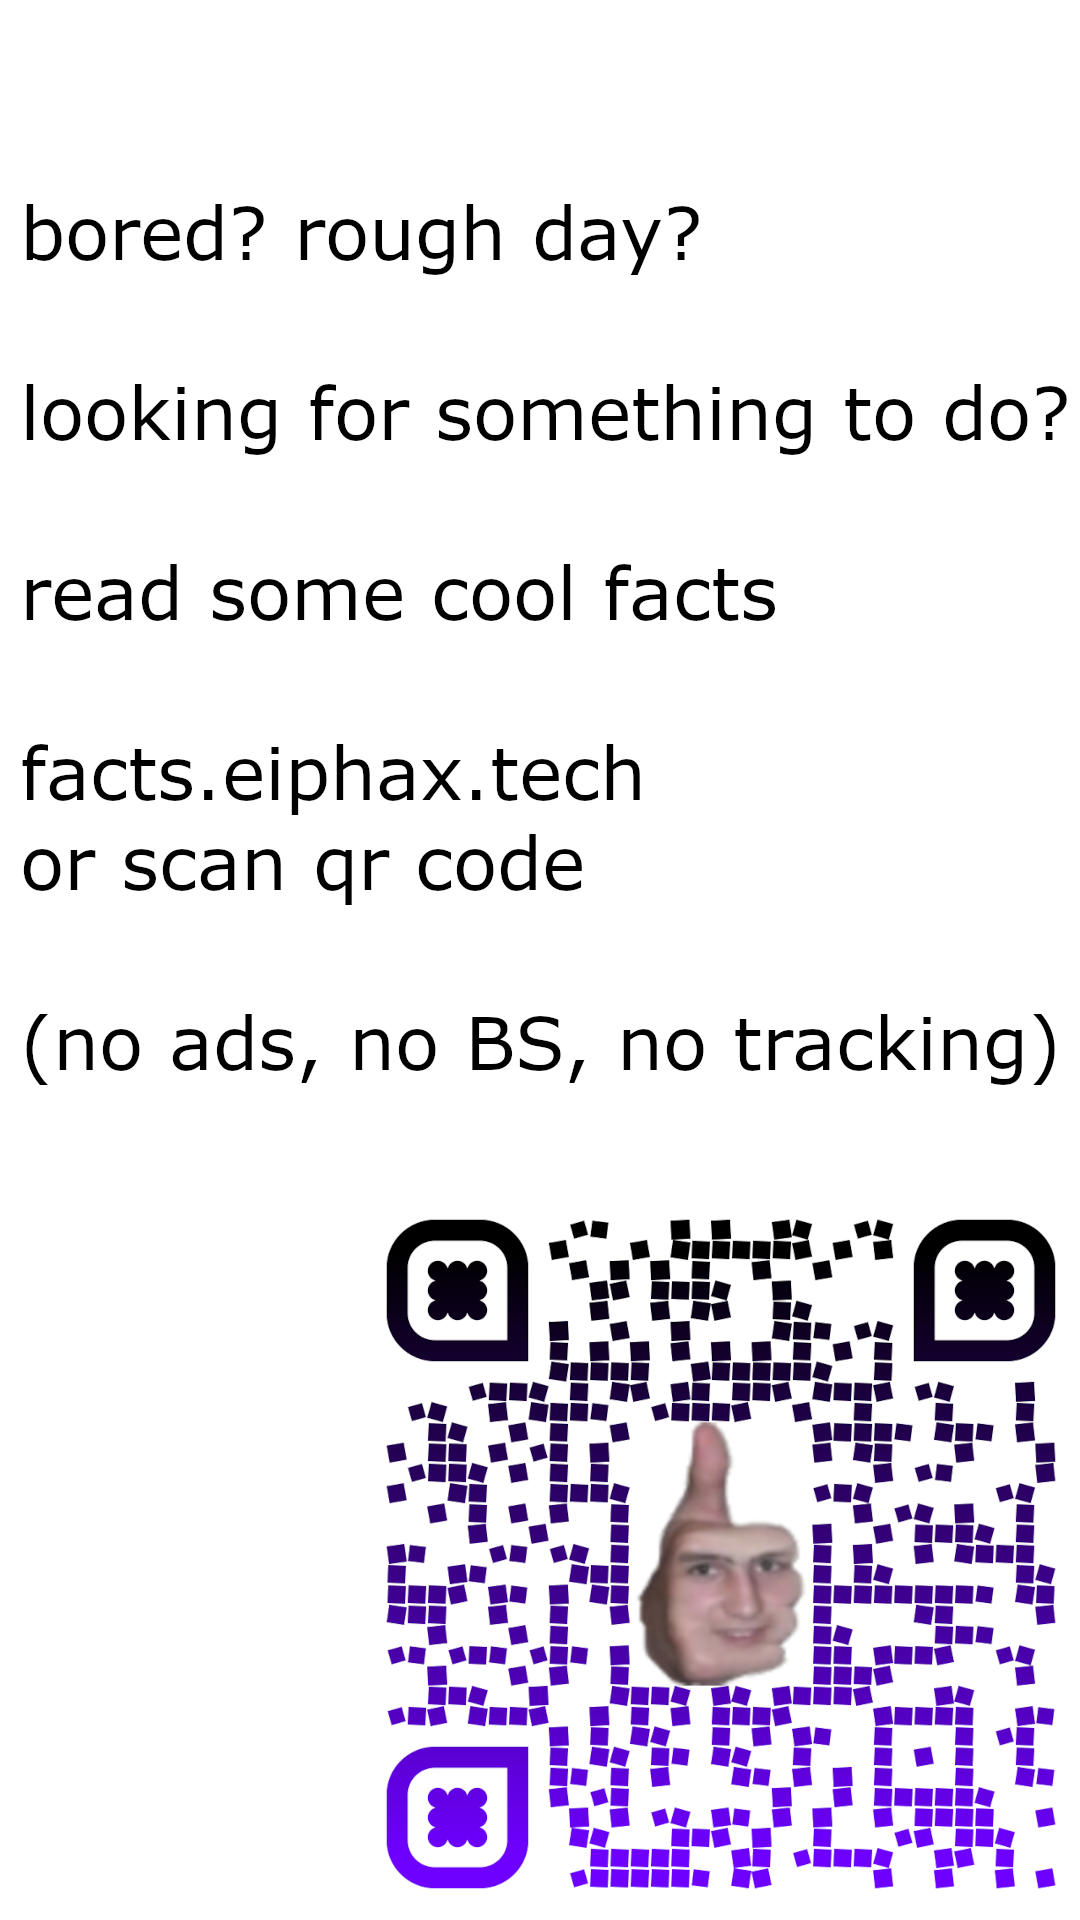 bored? rough day?
looking for something to do?
read some cool facts
facts.eiphax.tech
or scan qr code
(no ads, no BS, no tracking)